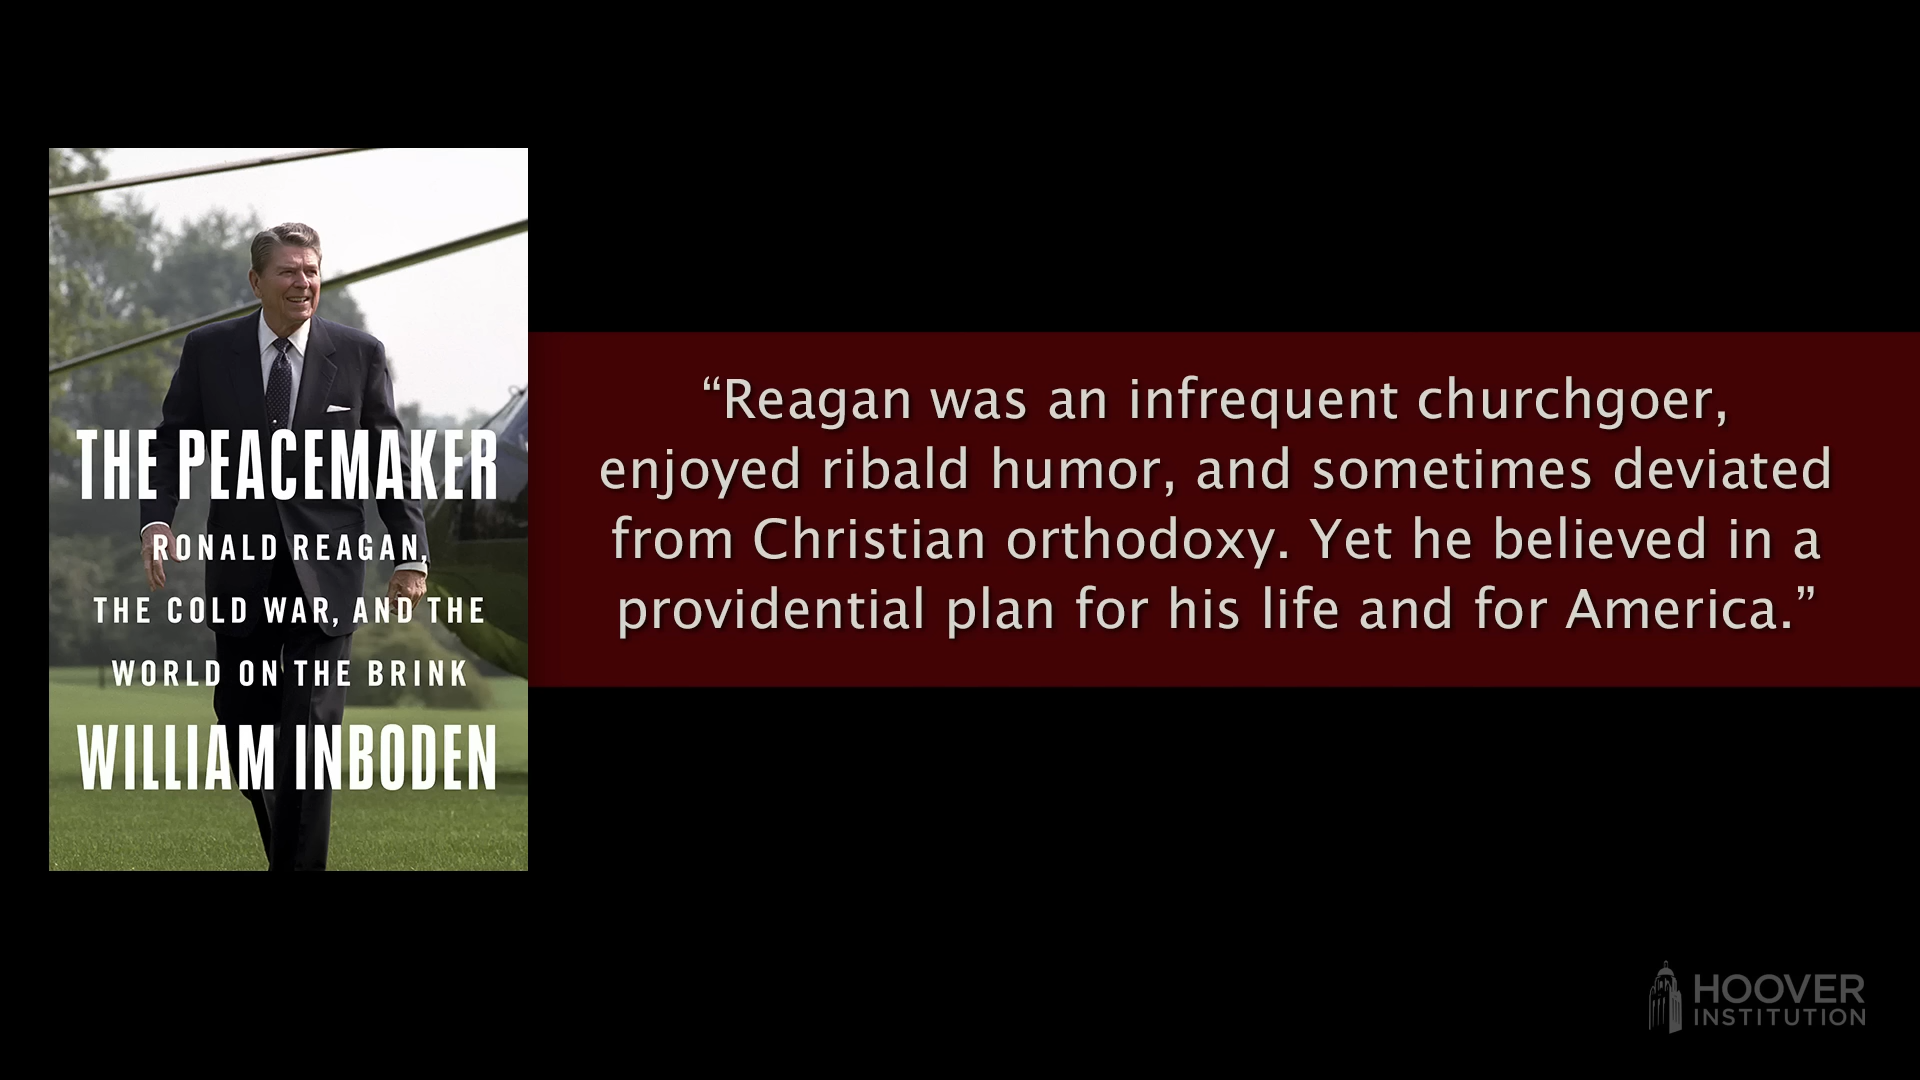 THE PEACEMAKER
RONALD REAGAN,
THE COLD WAR, AND THE
WORLD ON THE BRINK
WILLIAM INBODEN
“Reagan was an infrequent churchgoer,
enjoyed ribald humor, and sometimes deviated
from Christian orthodoxy. Yet he believed in a
providential plan for his life and for America.”
HOOVER
INSTITUTION